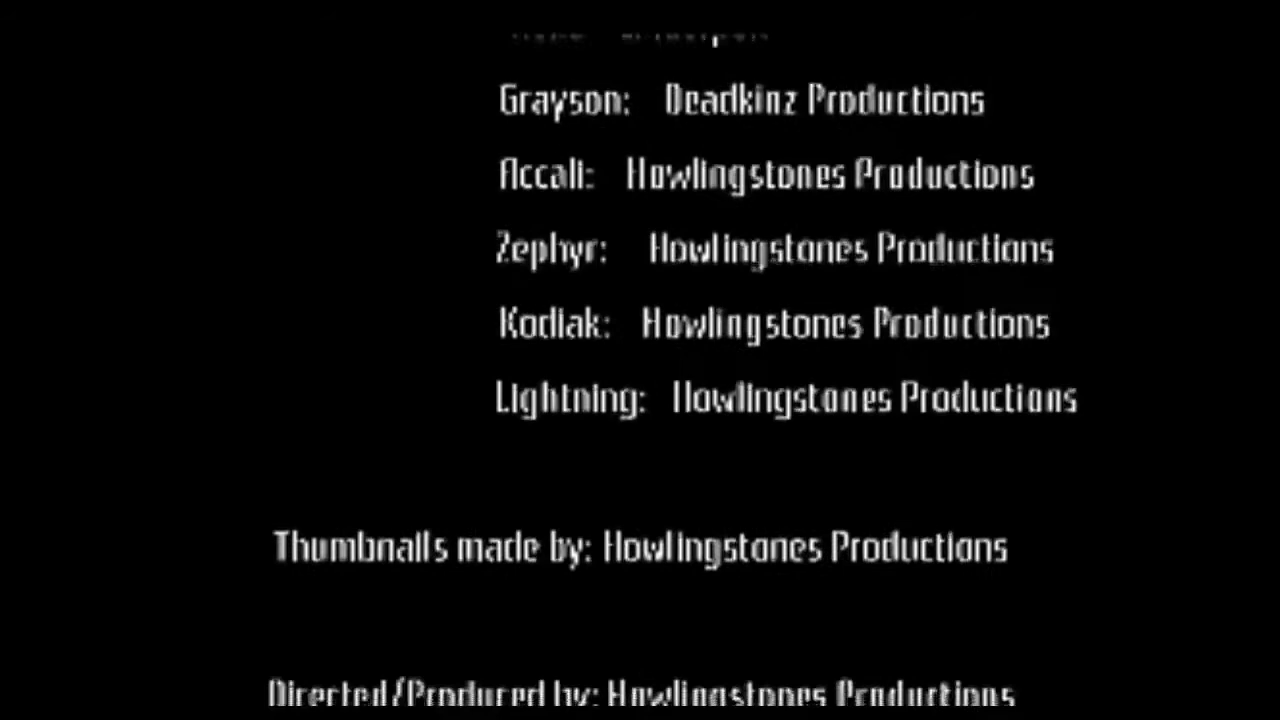 Grayson: Deadkinz Productions
Accali: Howlingstones Productions
Zephyr: Howlingstones Productions
Kodiak: Howlingstones Productions
Lightning: Howlingstones Productions
Thumbnails made by: Howlingstones Productions
Directed/Produced by: Howlingstones Productions